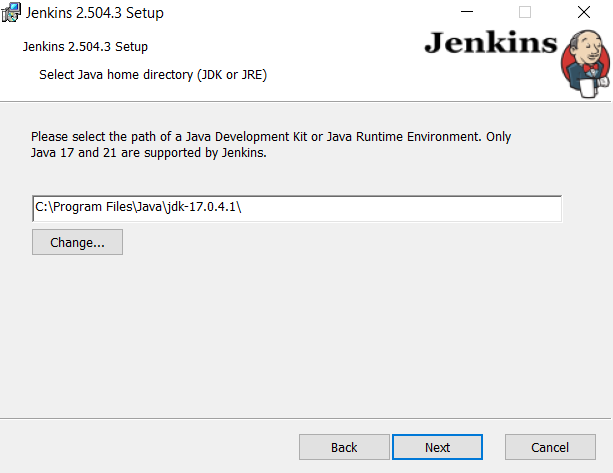 Jenkins 2.504.3 Setup
Jenkins 2.504.3 Setup
Jenkins
Select Java home directory (JDK or JRE)
Please select the path of a Java Development Kit or Java Runtime Environment. Only
Java 17 and 21 are supported by Jenkins.
C:\Program Files\Java\jdk-17.0.4.1\
Change...
Back
Next
Cancel